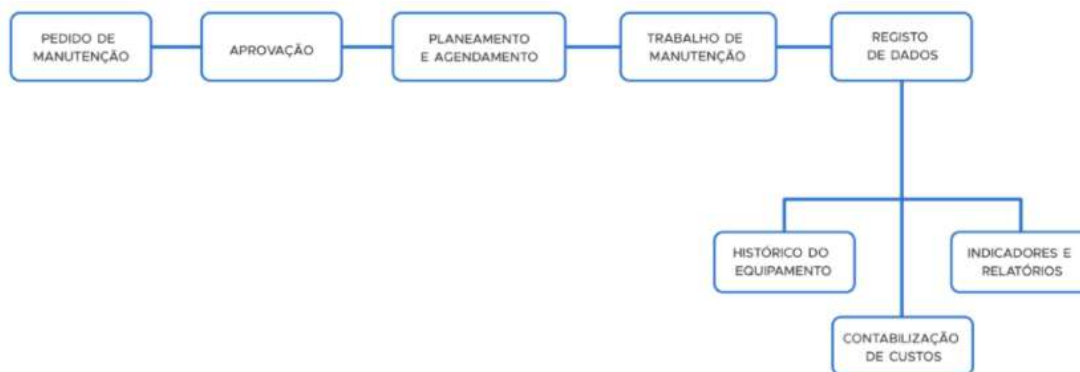 PEDIDO DE
MANUTENÇÃO
APROVAÇÃO
PLANEAMENTO
E AGENDAMENTO
TRABALHO DE
MANUTENÇÃO
REGISTO
DE DADOS
HISTÓRICO DO
EQUIPAMENTO
INDICADORES E
RELATÓRIOS
CONTABILIZAÇÃO
DE CUSTOS